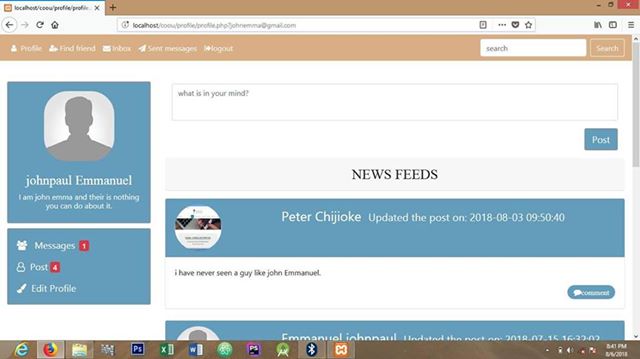 localhost/coou/profile/profile
localhost/coou/profile/profile.php?johnemma@gmail.com
Profile Find friend Inbox Sent messages logout
search Search
what is in your mind?
Post
johnpaul Emmanuel
I am john emma and their is nothing
you can do about it.
NEWS FEEDS
Messages 1
Post 4
Edit Profile
Peter Chijioke Updated the post on: 2018-08-03 09:50:40
i have never seen a guy like john Emmanuel.
comment
Emmanuel johnpaul Updated the post on: 2018-07-15 16:32:02
8:41 PM
8/6/2018